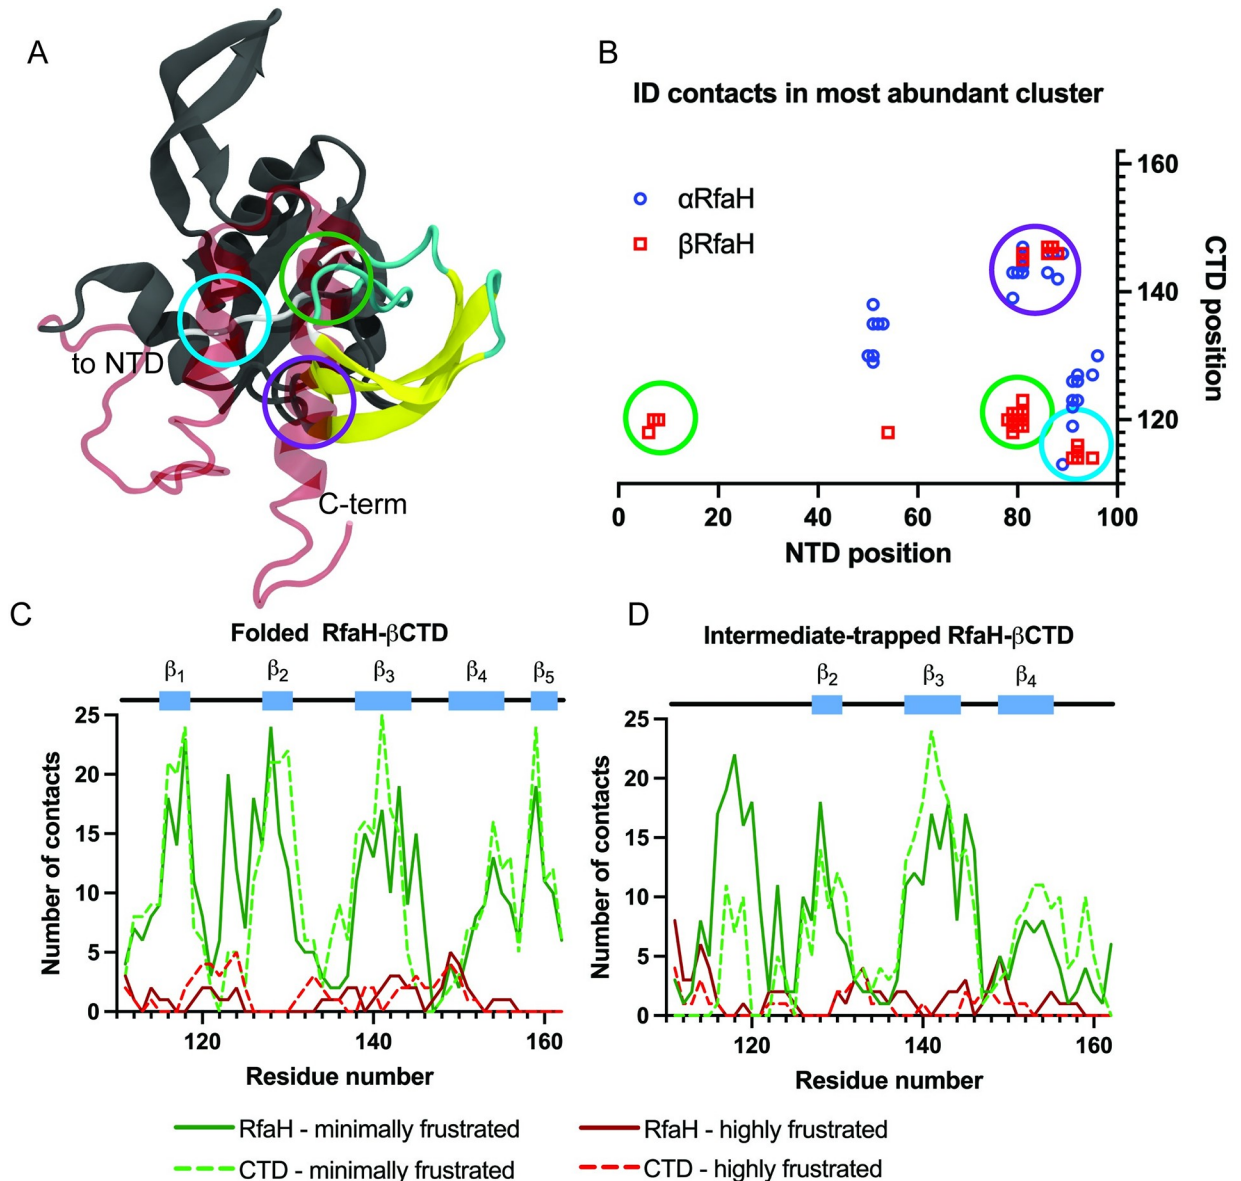 A
to NTD
C-term
B
ID contacts in most abundant cluster
αRfaH
βRfaH
160
140
120
CTD position
0 20 40 60 80 100
NTD position
C
Folded RfaH-βCTD
β1 β2 β3 β4 β5
25
20
15
10
5
0
Number of contacts
120 140 160
Residue number
D
Intermediate-trapped RfaH-βCTD
β2 β3 β4
25
20
15
10
5
0
Number of contacts
120 140 160
Residue number
RfaH - minimally frustrated
RfaH - highly frustrated
CTD - minimally frustrated
CTD - highly frustrated